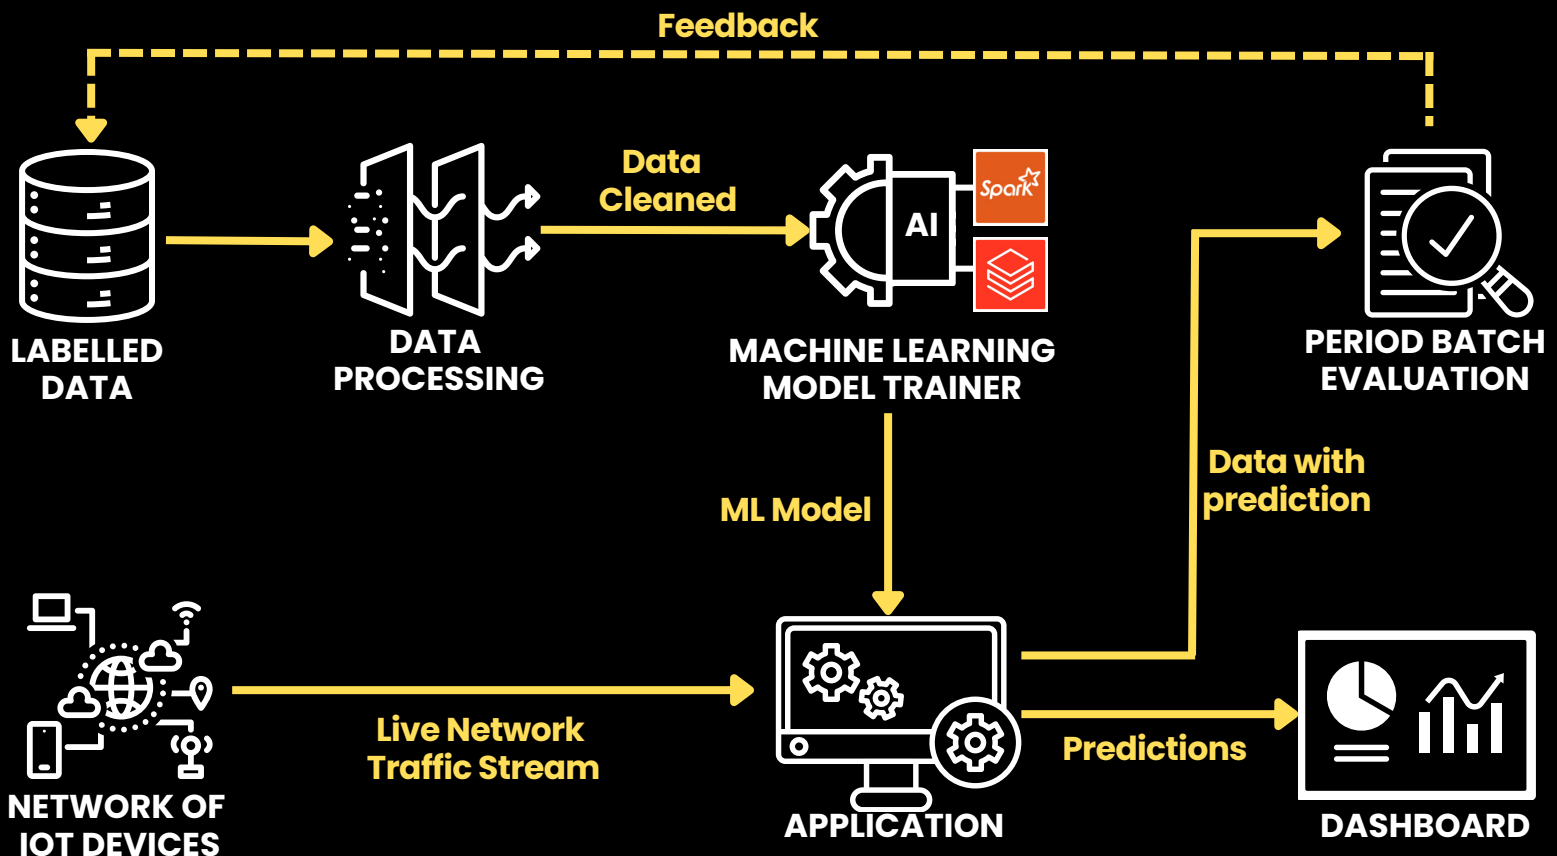 Feedback
Data
Cleaned
Spark
AI
LABELLED
DATA
DATA
PROCESSING
MACHINE LEARNING
MODEL TRAINER
PERIOD BATCH
EVALUATION
Data with
prediction
ML Model
Live Network
Traffic Stream
Predictions
NETWORK OF
IOT DEVICES
APPLICATION
DASHBOARD